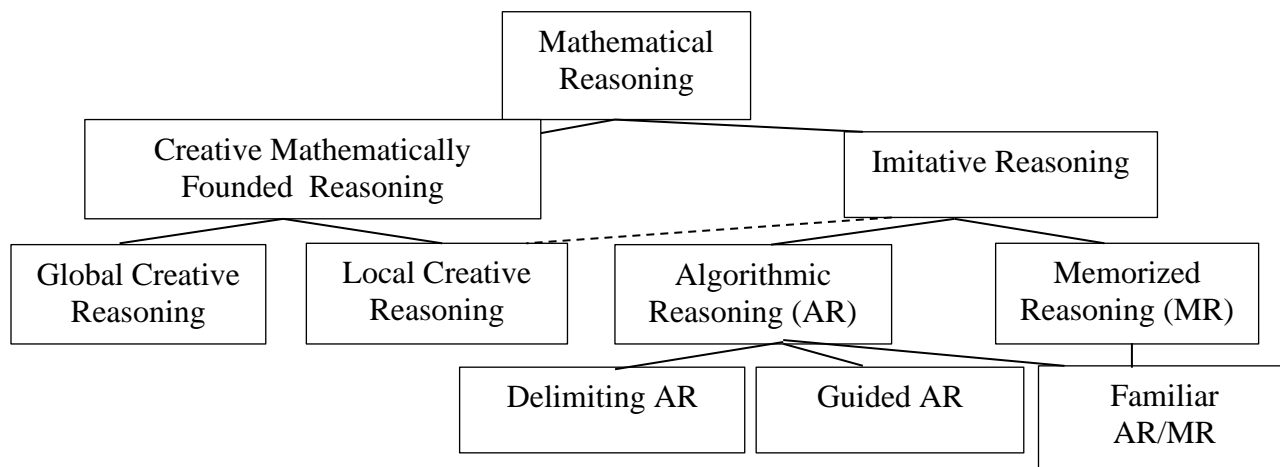 Mathematical
Reasoning
Creative Mathematically
Founded  Reasoning
Imitative Reasoning
Global Creative
Reasoning
Local Creative
Reasoning
Algorithmic
Reasoning (AR)
Memorized
Reasoning (MR)
Delimiting AR
Guided AR
Familiar
AR/MR